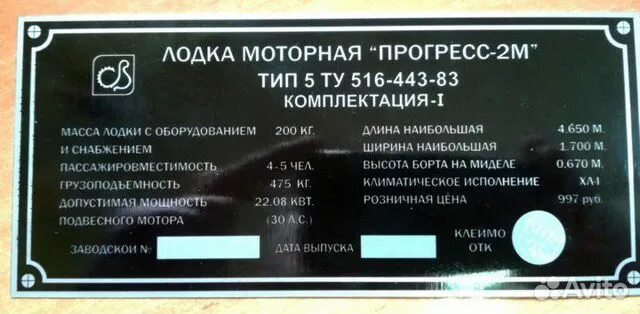 ЛОДКА МОТОРНАЯ "ПРОГРЕСС-2М"
ТИП 5 ТУ 516-443-83
КОМПЛЕКТАЦИЯ-I
МАССА ЛОДКИ С ОБОРУДОВАНИЕМ 200 КГ.
И СНАБЖЕНИЕМ
ПАССАЖИРОВМЕСТИМОСТЬ 4-5 ЧЕЛ.
ГРУЗОПОДЪЕМНОСТЬ 475 КГ.
ДОПУСТИМАЯ МОЩНОСТЬ 22.08 КВТ.
ПОДВЕСНОГО МОТОРА (30 Л.С.)
ДЛИНА НАИБОЛЬШАЯ 4.650 М.
ШИРИНА НАИБОЛЬШАЯ 1.700 М.
ВЫСОТА БОРТА НА МИДЕЛЕ 0.670 М.
КЛИМАТИЧЕСКОЕ ИСПОЛНЕНИЕ ХЛ-I
РОЗНИЧНАЯ ЦЕНА 997 руб.
ЗАВОДСКОЙ № ДАТА ВЫПУСКА КЛЕИМО
ОТК
Avito